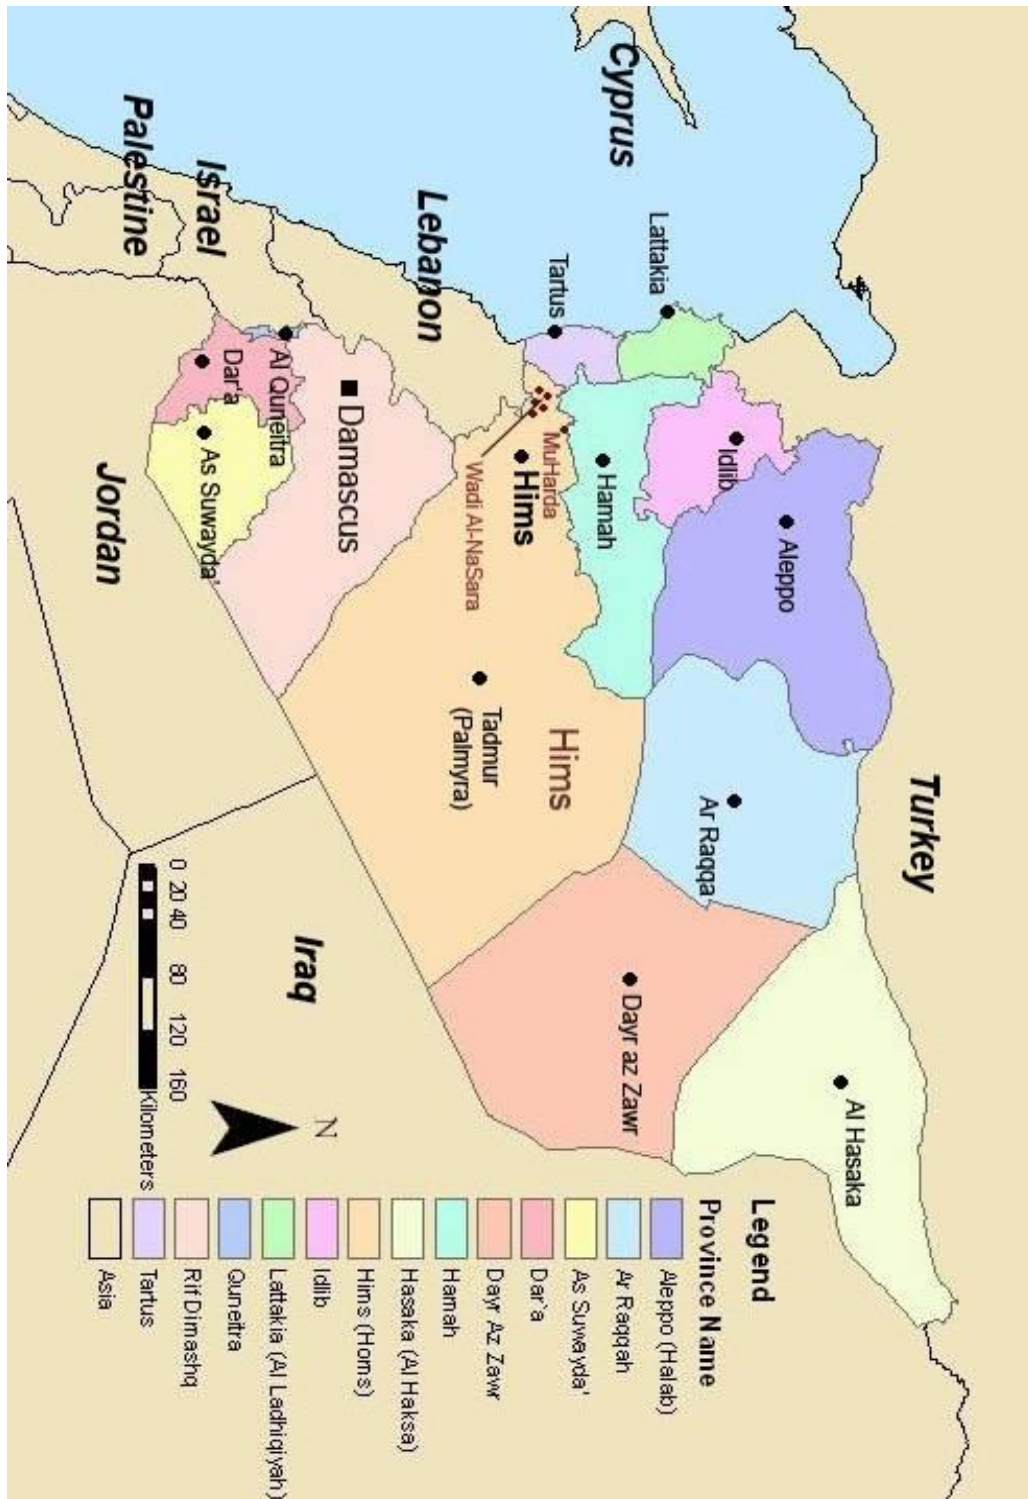 Cyprus
Turkey
Lattakia
Idlib
Aleppo
Ar Raqqa
Al Hasaka
Tartus
Hamah
MuHarda
Hims
Wadi Al-NaSara
Hims
Tadmur
(Palmyra)
Dayr az Zawr
Lebanon
Damascus
Al Quneitra
Dar'a
As Suwayda'
Israel
Palestine
Jordan
Iraq
N
0 20 40 80 120 160
Kilometers
Legend
Province Name
Aleppo (Halab)
Ar Raqqah
As Suwayda'
Dar`a
Dayr Az Zawr
Hamah
Hasaka (Al Haksa)
Hims (Homs)
Idlib
Lattakia (Al Ladhiqiyah)
Quneitra
Rif Dimashq
Tartus
Asia